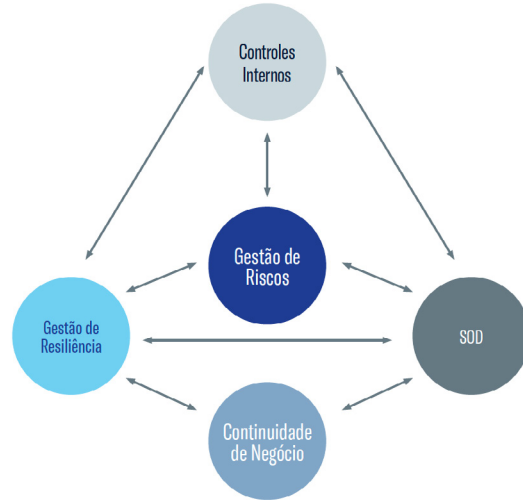 Controles
Internos
Gestão de
Riscos
Gestão de
Resiliência
SOD
Continuidade
de Negócio